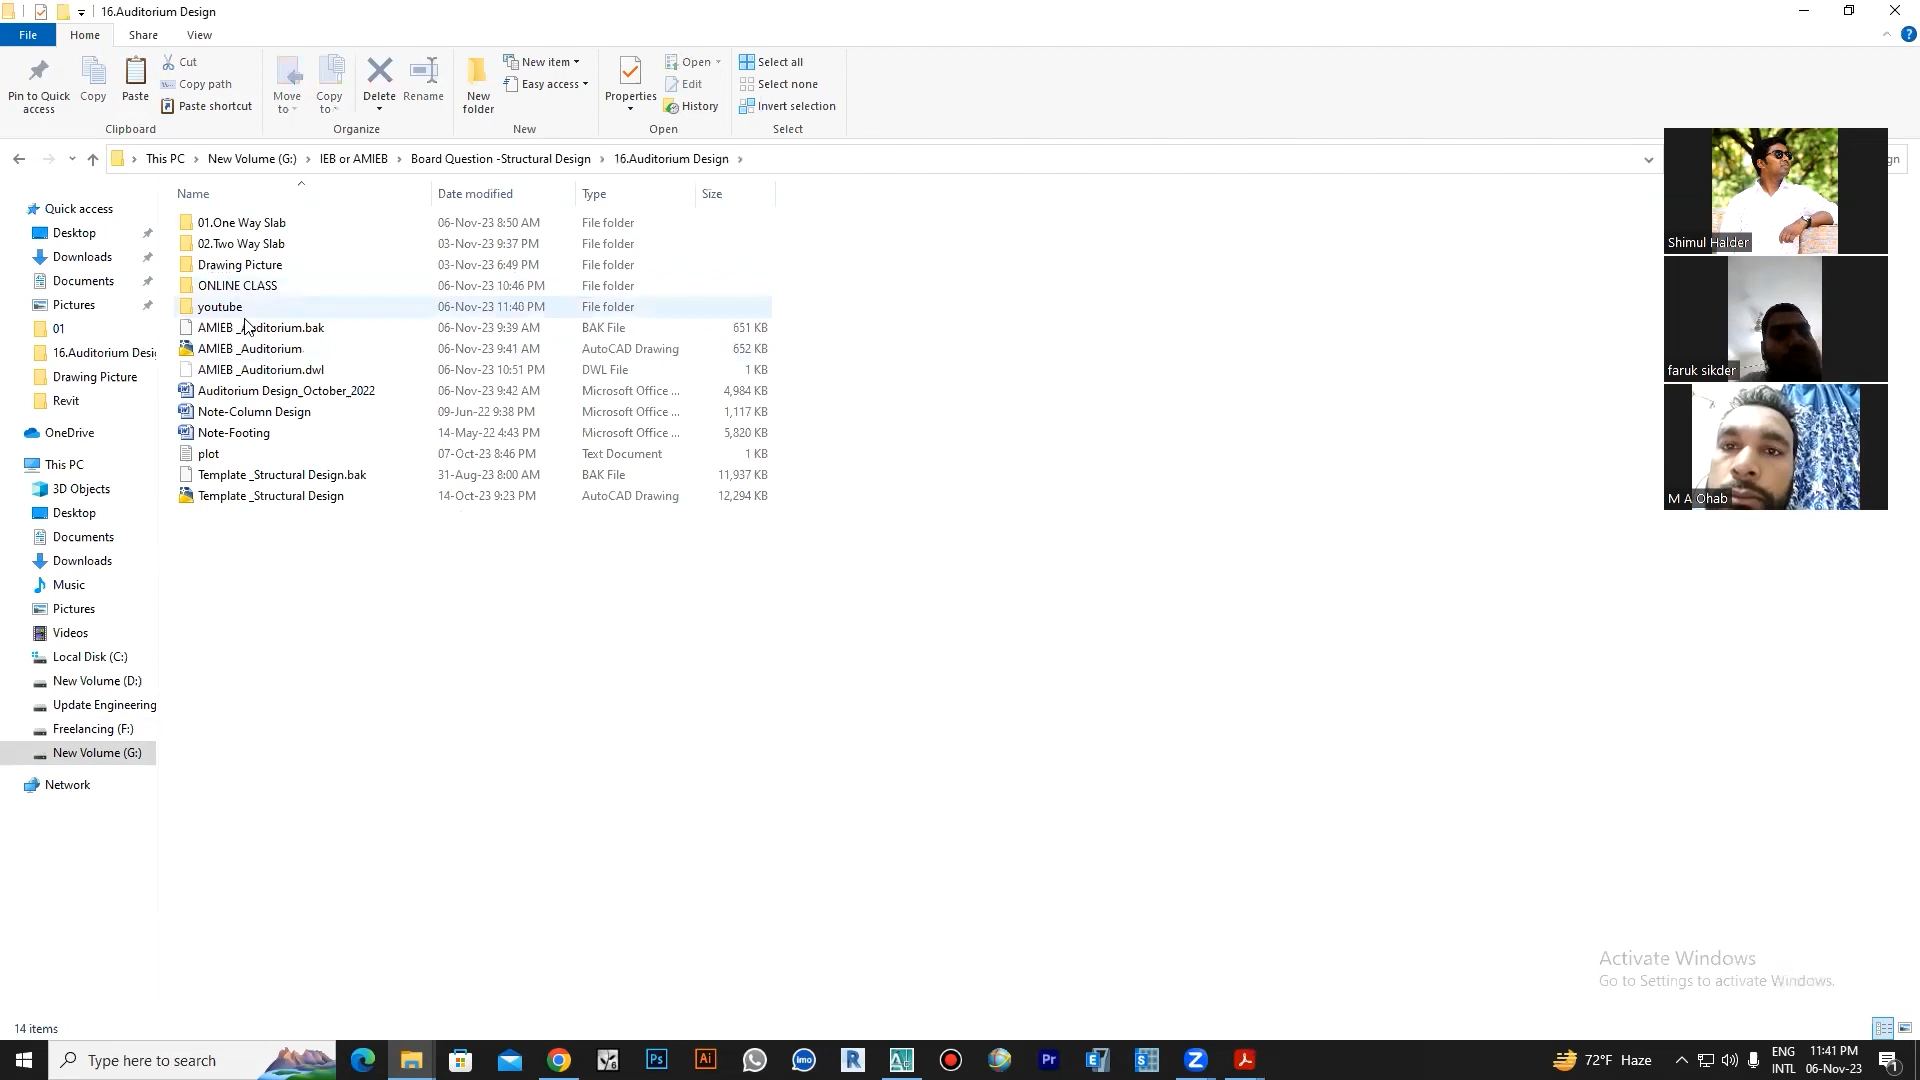 16.Auditorium Design
File Home Share View
Pin to Quick access
Copy
Paste
Cut
Copy path
Paste shortcut
Clipboard
Move to
Copy to
Delete
Rename
Organize
New folder
New item
Easy access
New
Properties
Open
Edit
History
Open
Select all
Select none
Invert selection
Select
This PC > New Volume (G:) > IEB or AMIEB > Board Question -Structural Design > 16.Auditorium Design >
Name Date modified Type Size
01.One Way Slab 06-Nov-23 8:50 AM File folder
02.Two Way Slab 03-Nov-23 9:37 PM File folder
Drawing Picture 03-Nov-23 6:49 PM File folder
ONLINE CLASS 06-Nov-23 10:46 PM File folder
youtube 06-Nov-23 11:40 PM File folder
AMIEB _Auditorium.bak 06-Nov-23 9:39 AM BAK File 651 KB
AMIEB _Auditorium 06-Nov-23 9:41 AM AutoCAD Drawing 652 KB
AMIEB _Auditorium.dwl 06-Nov-23 10:51 PM DWL File 1 KB
Auditorium Design_October_2022 06-Nov-23 9:42 AM Microsoft Office ... 4,984 KB
Note-Column Design 09-Jun-22 9:38 PM Microsoft Office ... 1,117 KB
Note-Footing 14-May-22 4:43 PM Microsoft Office ... 5,820 KB
plot 07-Oct-23 8:46 PM Text Document 1 KB
Template _Structural Design.bak 31-Aug-23 8:00 AM BAK File 11,937 KB
Template _Structural Design 14-Oct-23 9:23 PM AutoCAD Drawing 12,294 KB
Quick access
Desktop
Downloads
Documents
Pictures
01
16.Auditorium Desi
Drawing Picture
Revit
OneDrive
This PC
3D Objects
Desktop
Documents
Downloads
Music
Pictures
Videos
Local Disk (C:)
New Volume (D:)
Update Engineering
Freelancing (F:)
New Volume (G:)
Network
Shimul Halder
faruk sikder
M A Ohab
Activate Windows
Go to Settings to activate Windows.
14 items
Type here to search
Ps
Ai
imo
R
Pr
72°F Haze
ENG
INTL
11:41 PM
06-Nov-23
1